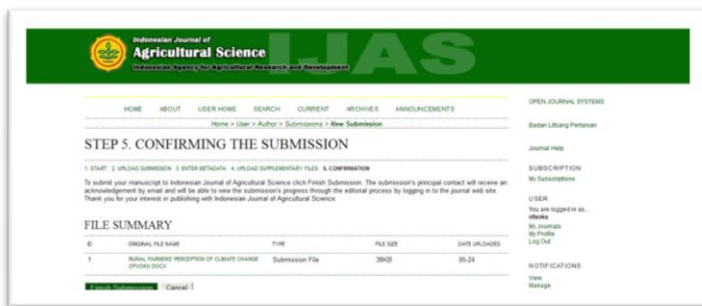 Indonesian Journal of
Agricultural Science
Indonesian Agency for Agricultural Research and Development
IJAS
HOME ABOUT USER HOME SEARCH CURRENT ARCHIVES ANNOUNCEMENTS
Home > User > Author > Submissions > New Submission
STEP 5. CONFIRMING THE SUBMISSION
1. START 2. UPLOAD SUBMISSION 3. ENTER METADATA 4. UPLOAD SUPPLEMENTARY FILES 5. CONFIRMATION
To submit your manuscript to Indonesian Journal of Agricultural Science click Finish Submission. The submission's principal contact will receive an
acknowledgement by email and will be able to view the submission's progress through the editorial process by logging in to the journal web site.
Thank you for your interest in publishing with Indonesian Journal of Agricultural Science.
FILE SUMMARY
ID ORIGINAL FILE NAME TYPE FILE SIZE DATE UPLOADED
1 RURAL FARMERS' PERCEPTION OF CLIMATE CHANGE Submission File 39KB 05-24
OFUOKU.DOCX
Finish Submission Cancel
OPEN JOURNAL SYSTEMS
Badan Litbang Pertanian
Journal Help
SUBSCRIPTION
My Subscriptions
USER
You are logged in as...
ofuoku
My Journals
My Profile
Log Out
NOTIFICATIONS
View
Manage